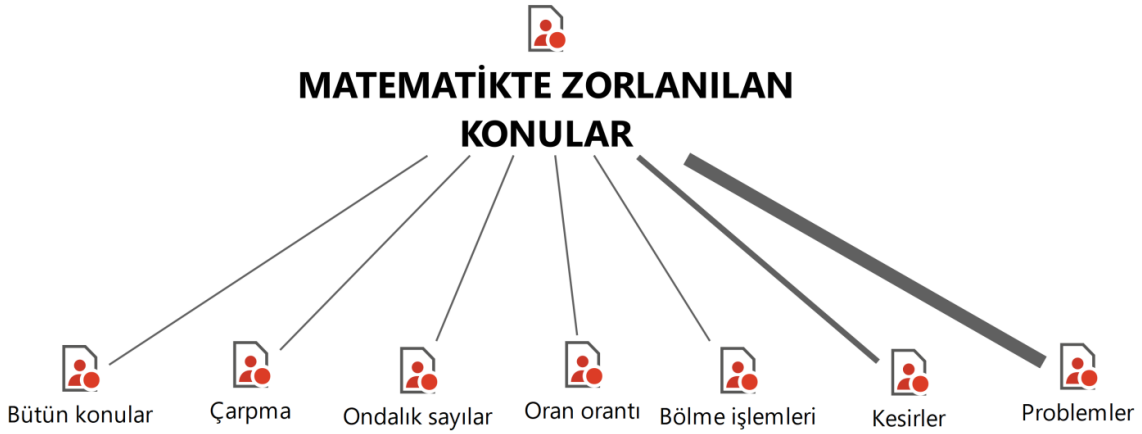 MATEMATİKTE ZORLANILAN
KONULAR
Bütün konular
Çarpma
Ondalık sayılar
Oran orantı
Bölme işlemleri
Kesirler
Problemler